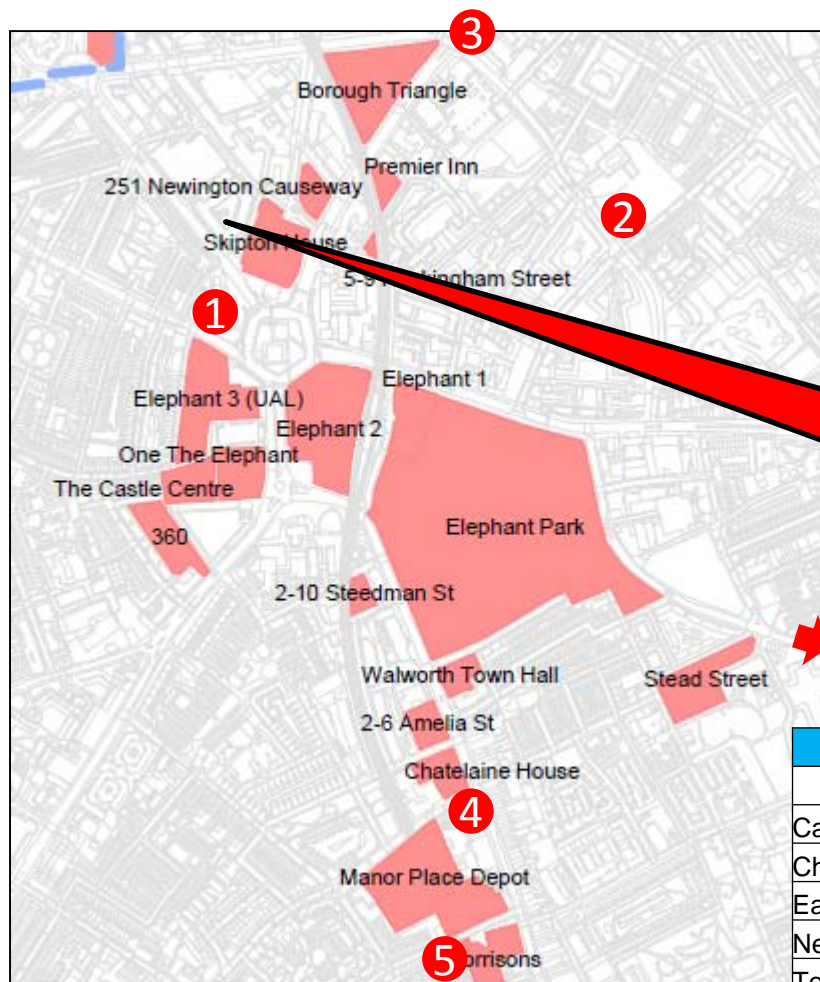 3
Borough Triangle
Premier Inn
251 Newington Causeway
2
Skipton House
Street
1
Elephant 1
Elephant 3 (UAL)
Elephant 2
One The Elephant
The Castle Centre
Elephant Park
360
2-10 Steedman St
Walworth Town Hall
Stead Street
2-6 Amelia St
Chatelaine House
4
Manor Place Depot
5